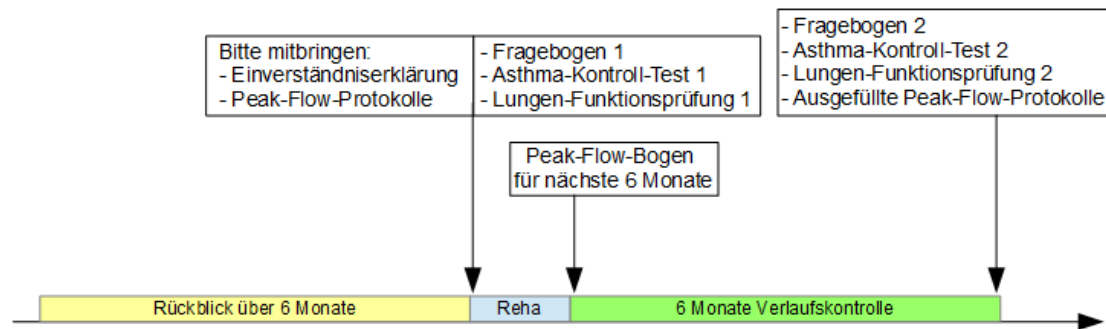 Bitte mitbringen:
- Einverständniserklärung
- Peak-Flow-Protokolle
- Fragebogen 1
- Asthma-Kontroll-Test 1
- Lungen-Funktionsprüfung 1
- Fragebogen 2
- Asthma-Kontroll-Test 2
- Lungen-Funktionsprüfung 2
- Ausgefüllte Peak-Flow-Protokolle
Peak-Flow-Bogen
für nächste 6 Monate
Rückblick über 6 Monate
Reha
6 Monate Verlaufskontrolle